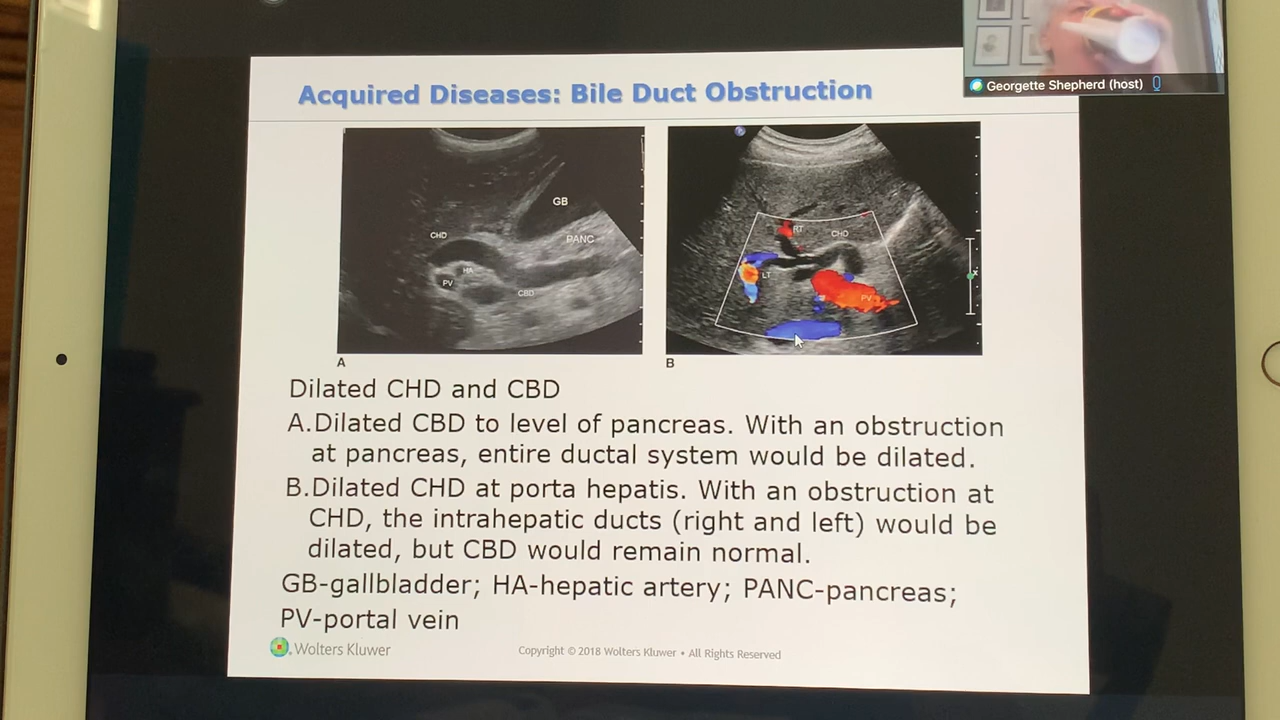 Georgette Shepherd (host)
Acquired Diseases: Bile Duct Obstruction
GB
CHD
PANC
HA
PV
CBD
RT
CHD
LT
PV
A
B
Dilated CHD and CBD
A.Dilated CBD to level of pancreas. With an obstruction
at pancreas, entire ductal system would be dilated.
B.Dilated CHD at porta hepatis. With an obstruction at
CHD, the intrahepatic ducts (right and left) would be
dilated, but CBD would remain normal.
GB-gallbladder; HA-hepatic artery; PANC-pancreas;
PV-portal vein
Wolters Kluwer
Copyright © 2018 Wolters Kluwer • All Rights Reserved